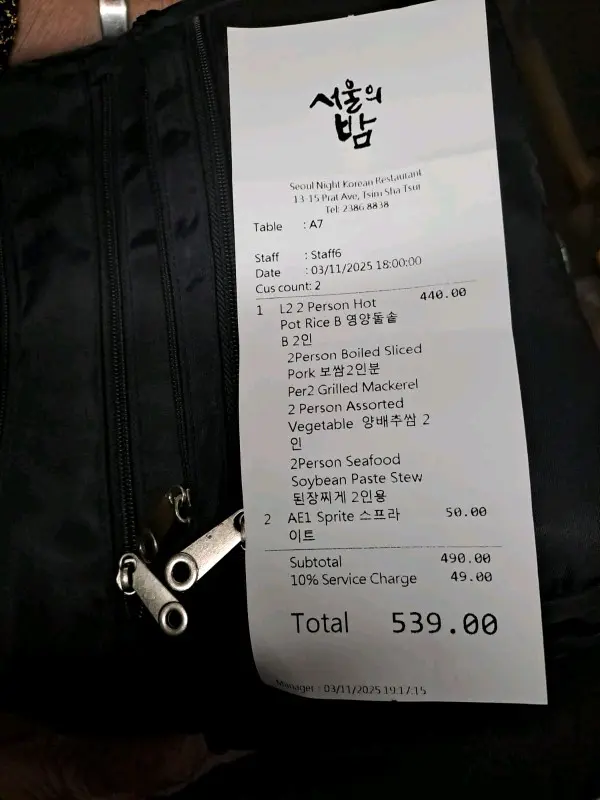 서울의
밤
Seoul Night Korean Restaurant
13-15 Prat Ave, Tsim Sha Tsur
Tel: 2386 8838
Table : A7
Staff : Staff6
Date : 03/11/2025 18:00:00
Cus count: 2
1 L2 2 Person Hot 440.00
Pot Rice B 영양돌솥
B 2인
2Person Boiled Sliced
Pork 보쌈2인분
Per2 Grilled Mackerel
2 Person Assorted
Vegetable 양배추쌈 2
인
2Person Seafood
Soybean Paste Stew
된장찌게 2인용
2 AE1 Sprite 스프라 50.00
이트
Subtotal 490.00
10% Service Charge 49.00
Total 539.00
Manager : 03/11/2025 19:17:15